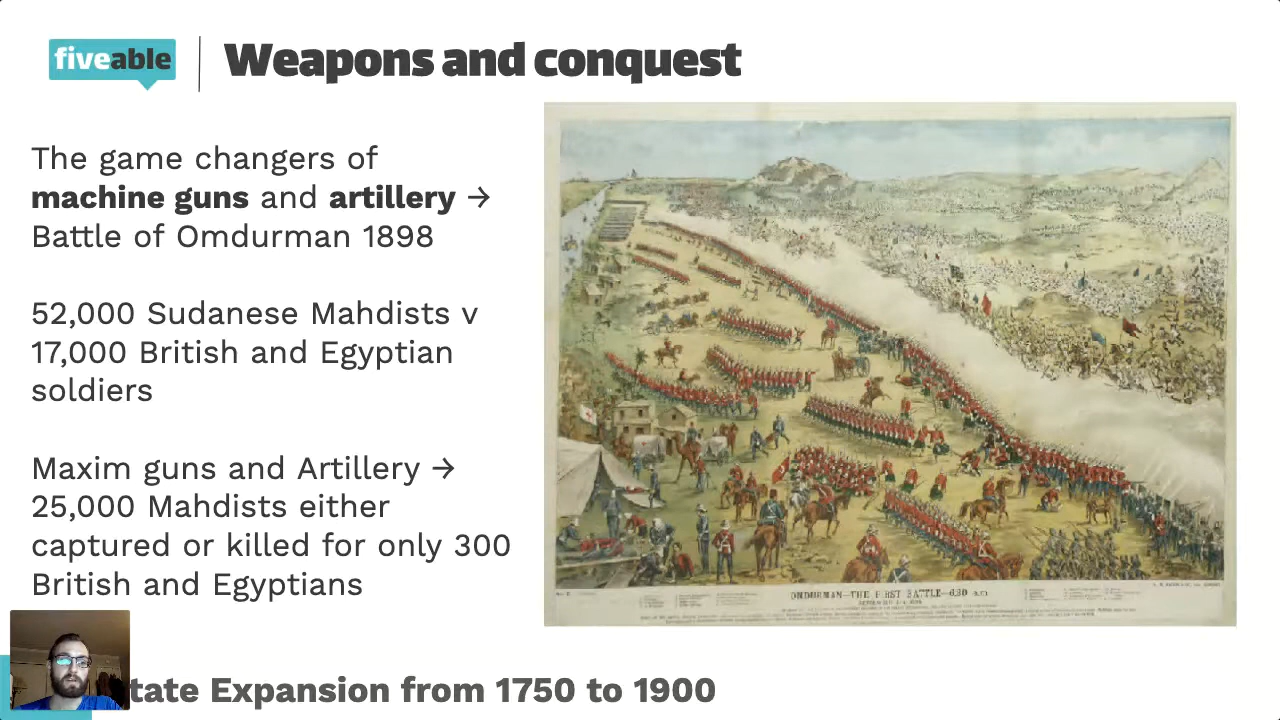 fiveable
Weapons and conquest
The game changers of
machine guns and artillery →
Battle of Omdurman 1898
52,000 Sudanese Mahdists v
17,000 British and Egyptian
soldiers
Maxim guns and Artillery →
25,000 Mahdists either
captured or killed for only 300
British and Egyptians
OMDURMAN—THE FIRST BATTLE—6.30
tate Expansion from 1750 to 1900